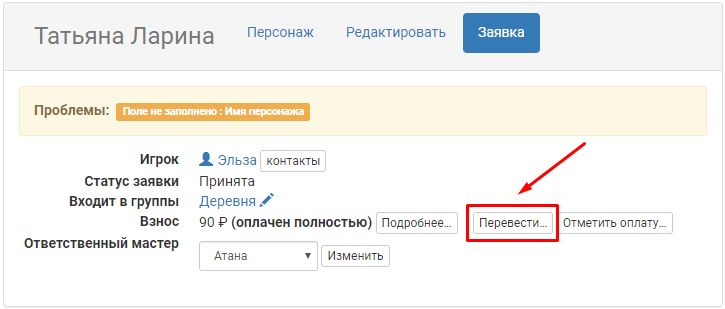 Татьяна Ларина Персонаж Редактировать Заявка
Проблемы: Поле не заполнено : Имя персонажа
Игрок Эльза контакты
Статус заявки Принята
Входит в группы Деревня
Взнос 90 ₽ (оплачен полностью) Подробнее… Перевести… Отметить оплату…
Ответственный мастер Атана Изменить